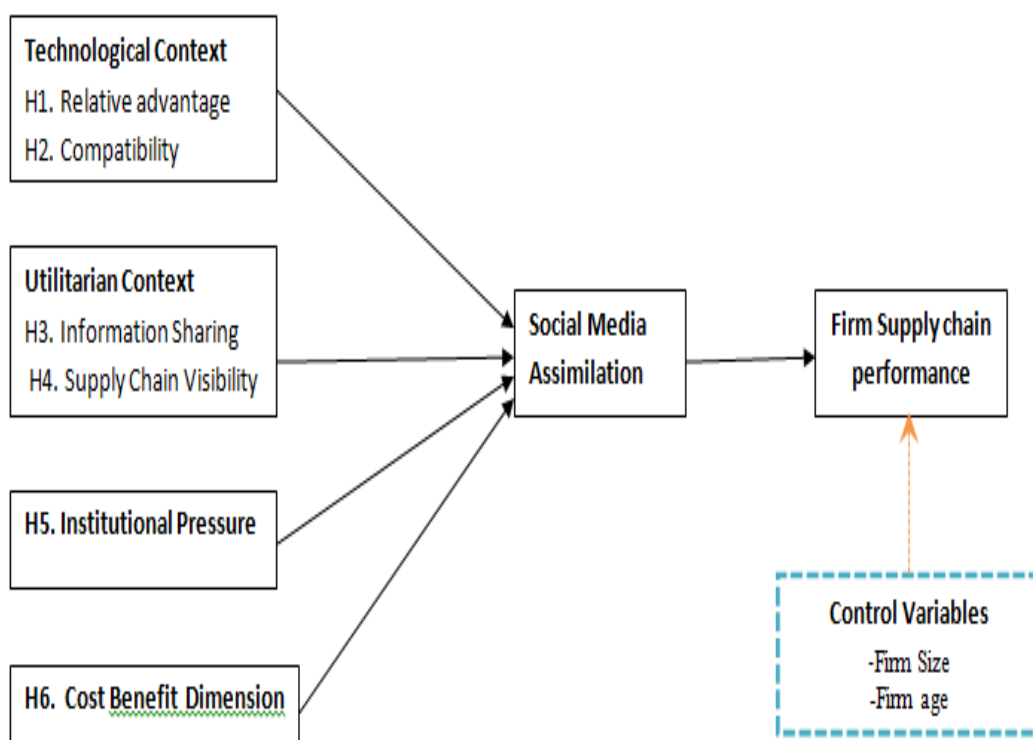 Technological Context
H1. Relative advantage
H2. Compatibility
Utilitarian Context
H3. Information Sharing
H4. Supply Chain Visibility
H5. Institutional Pressure
H6. Cost Benefit Dimension
Social Media
Assimilation
Firm Supply chain
performance
Control Variables
-Firm Size
-Firm age